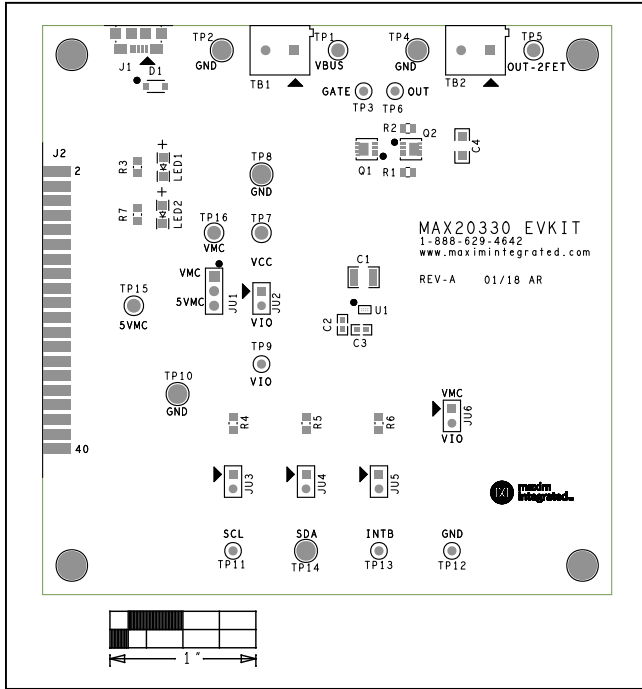 TP2
GND
TP1
VBUS
TP4
GND
TP5
OUT-2FET
J1
D1
TB1
TB2
GATE
TP3
OUT
TP6
R2
Q2
Q1
R1
C4
J2
2
R3
LED1
R7
LED2
TP8
GND
TP16
VMC
TP7
VCC
MAX20330 EVKIT
1-888-629-4642
www.maximintegrated.com
REV-A 01/18 AR
VMC
5VMC
JU1
JU2
VIO
TP15
5VMC
C1
U1
C2
C3
TP9
VIO
TP10
GND
VMC
JU6
VIO
R4
R5
R6
40
JU3
JU4
JU5
maxim
integrated™
SCL
TP11
SDA
TP14
INTB
TP13
GND
TP12
1"